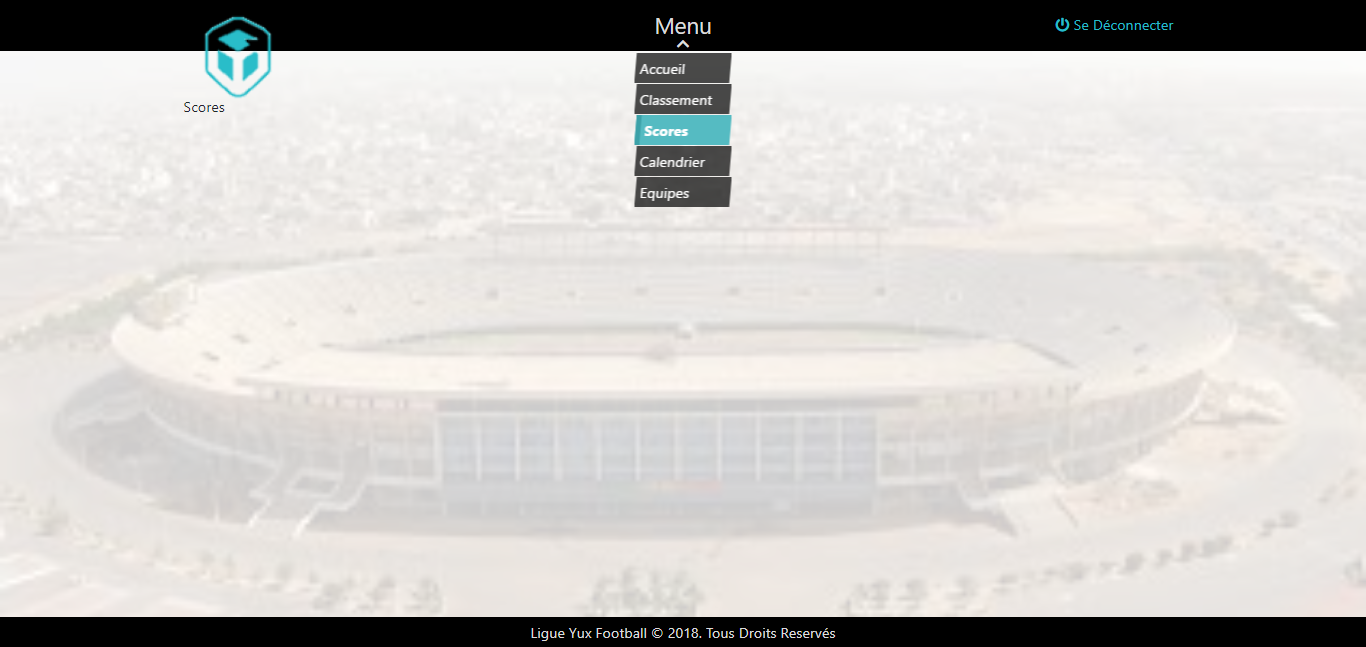 Menu
Se Déconnecter
Scores
Accueil
Classement
Scores
Calendrier
Equipes
Ligue Yux Football © 2018. Tous Droits Reservés